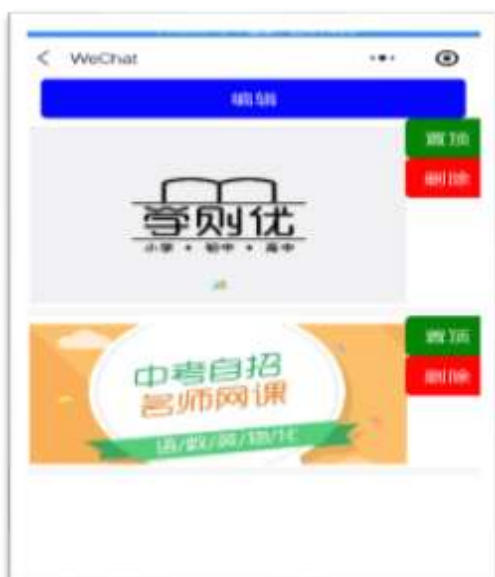 WeChat
编辑
置顶
删除
学则优
小学 • 初中 • 高中
置顶
删除
中考自招
名师网课
语/数/英/物/化